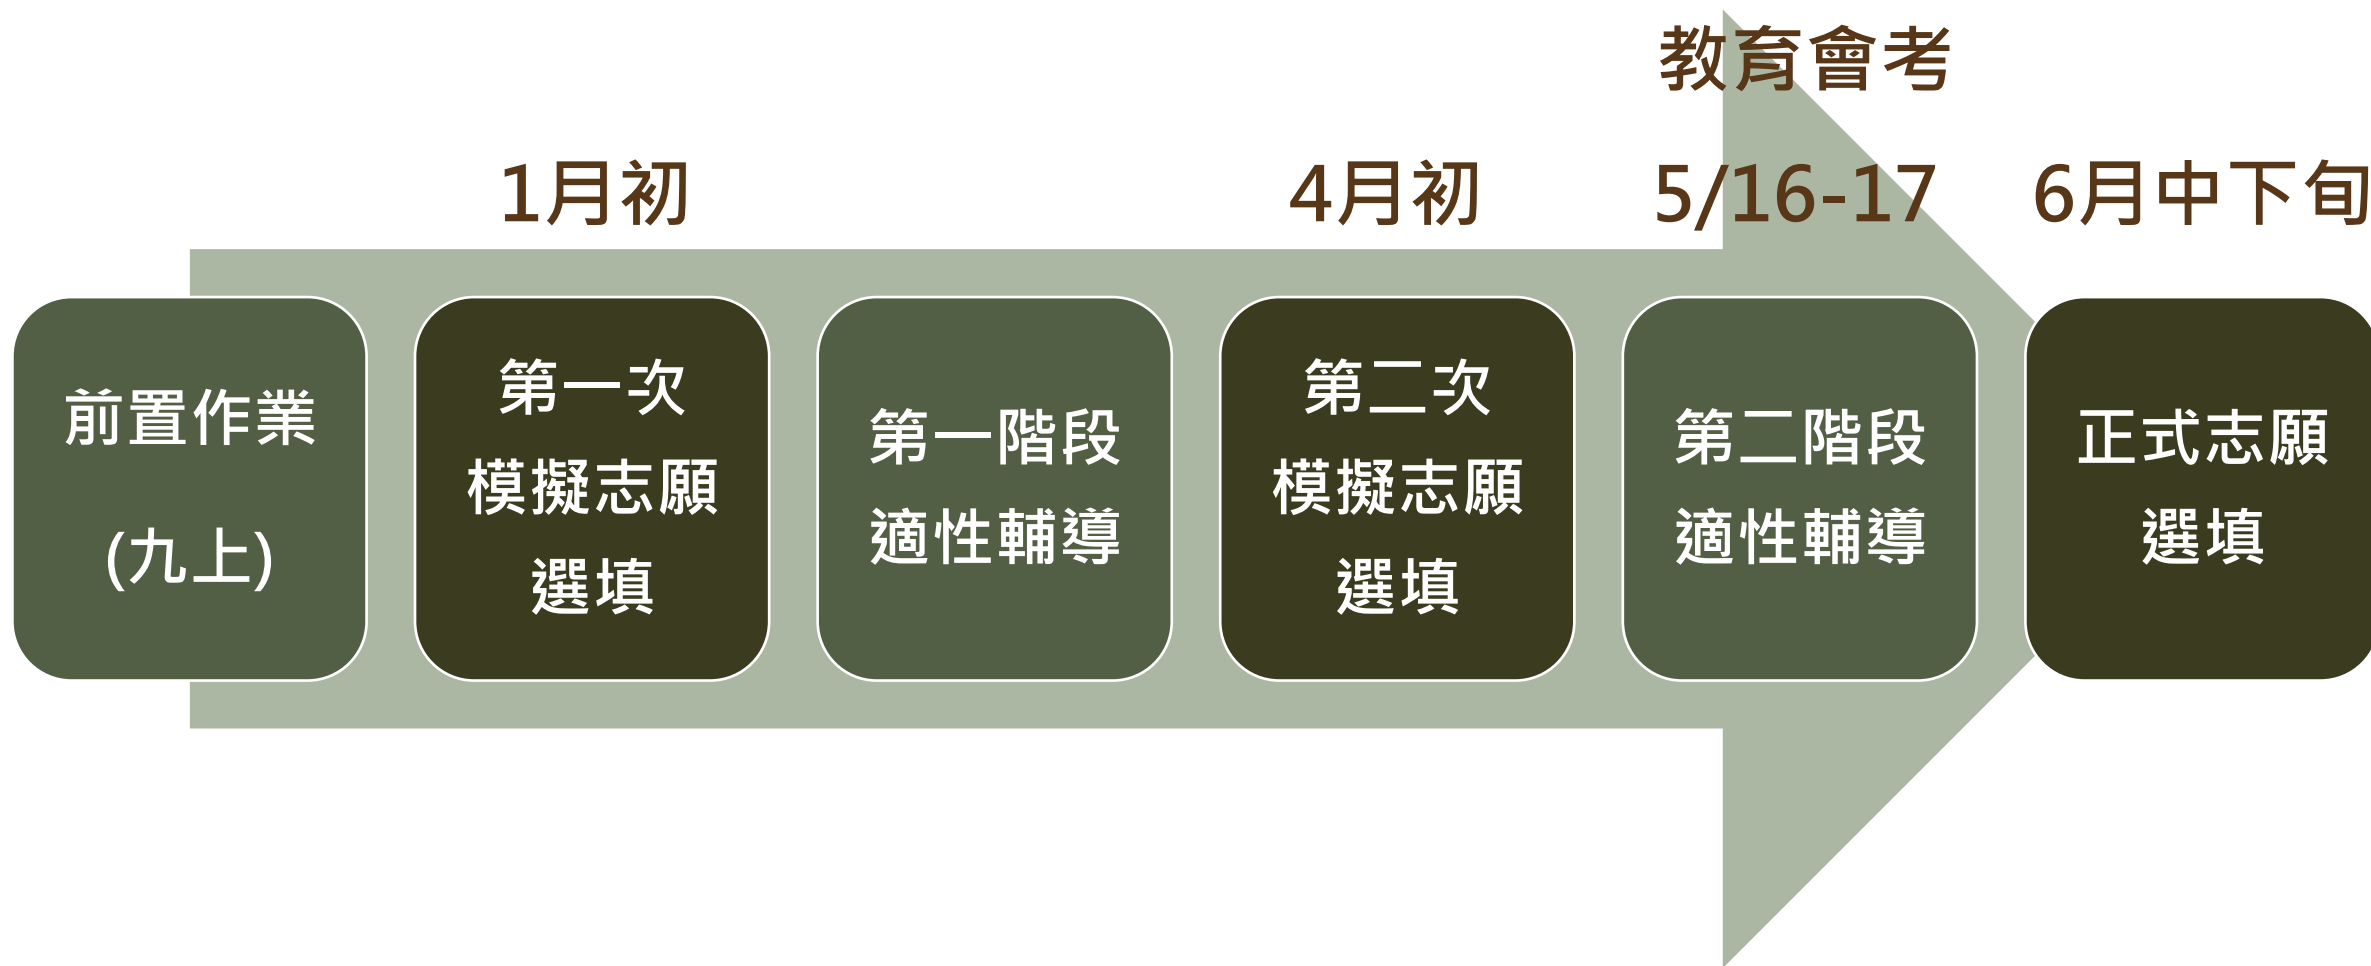 教育會考
1月初
4月初
5/16-17
6月中下旬
前置作業
(九上)
第一次
模擬志願
選填
第一階段
適性輔導
第二次
模擬志願
選填
第二階段
適性輔導
正式志願
選填